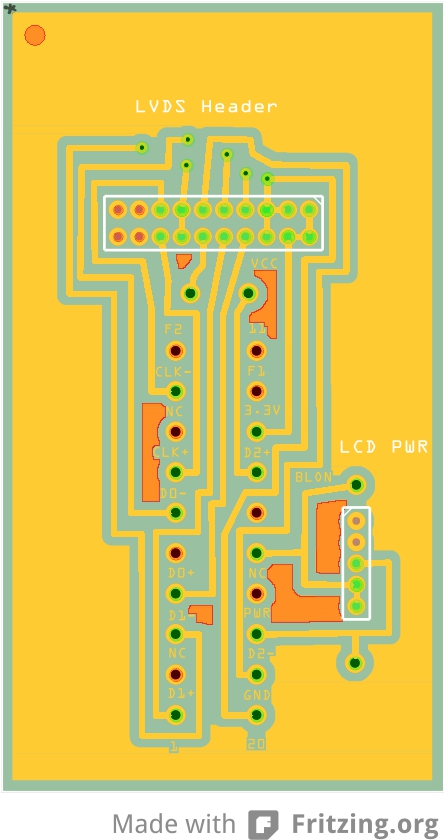 LVDS Header
VCC
F2 11
CLK- F1
NC 3.3V
LCD PWR
CLK+ D2+
BLON
D0-
D0+ NC
D1- PWR
NC D2-
D1+ GND
1 20
Made with Fritzing.org